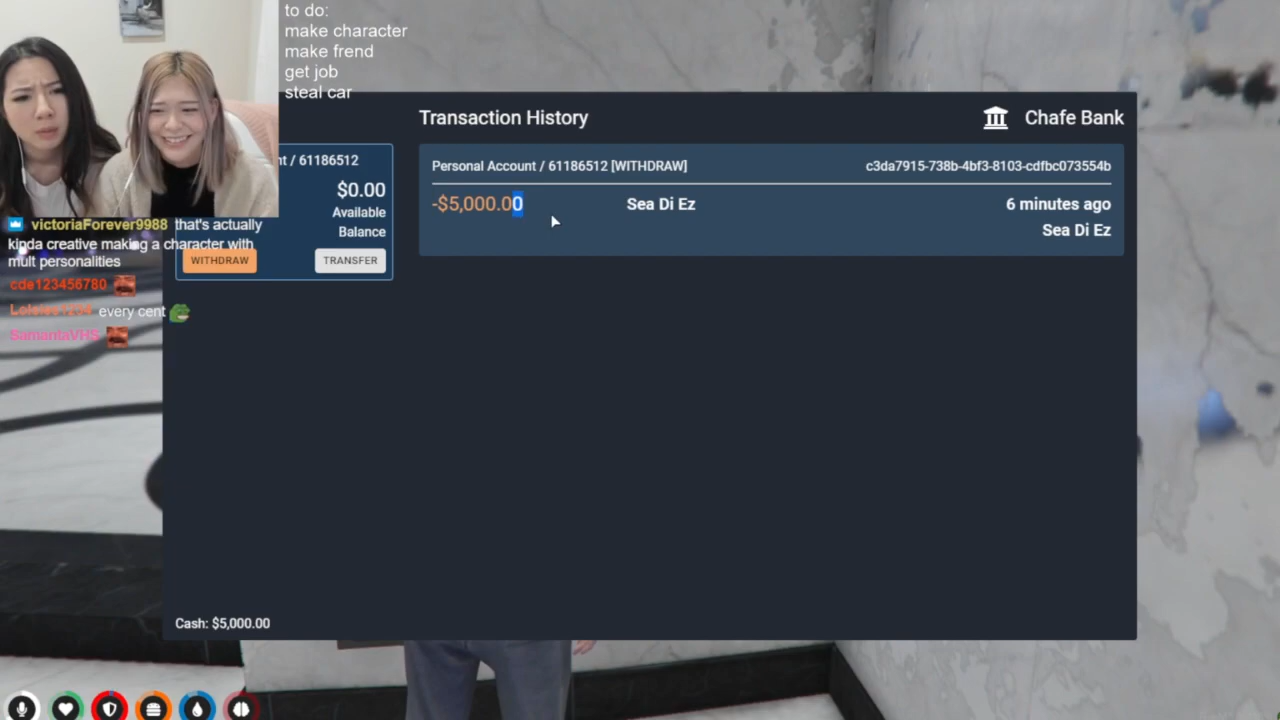 to do:
make character
make frend
get job
steal car
Transaction History
Chafe Bank
nt / 61186512
$0.00
Available
Balance
WITHDRAW
TRANSFER
Personal Account / 61186512 [WITHDRAW]
c3da7915-738b-4bf3-8103-cdfbc073554b
-$5,000.00
Sea Di Ez
6 minutes ago
Sea Di Ez
victoriaForever9988 that's actually
kinda creative making a character with
mult personalities
cde123456780
every cent
SamantaVHS
Cash: $5,000.00